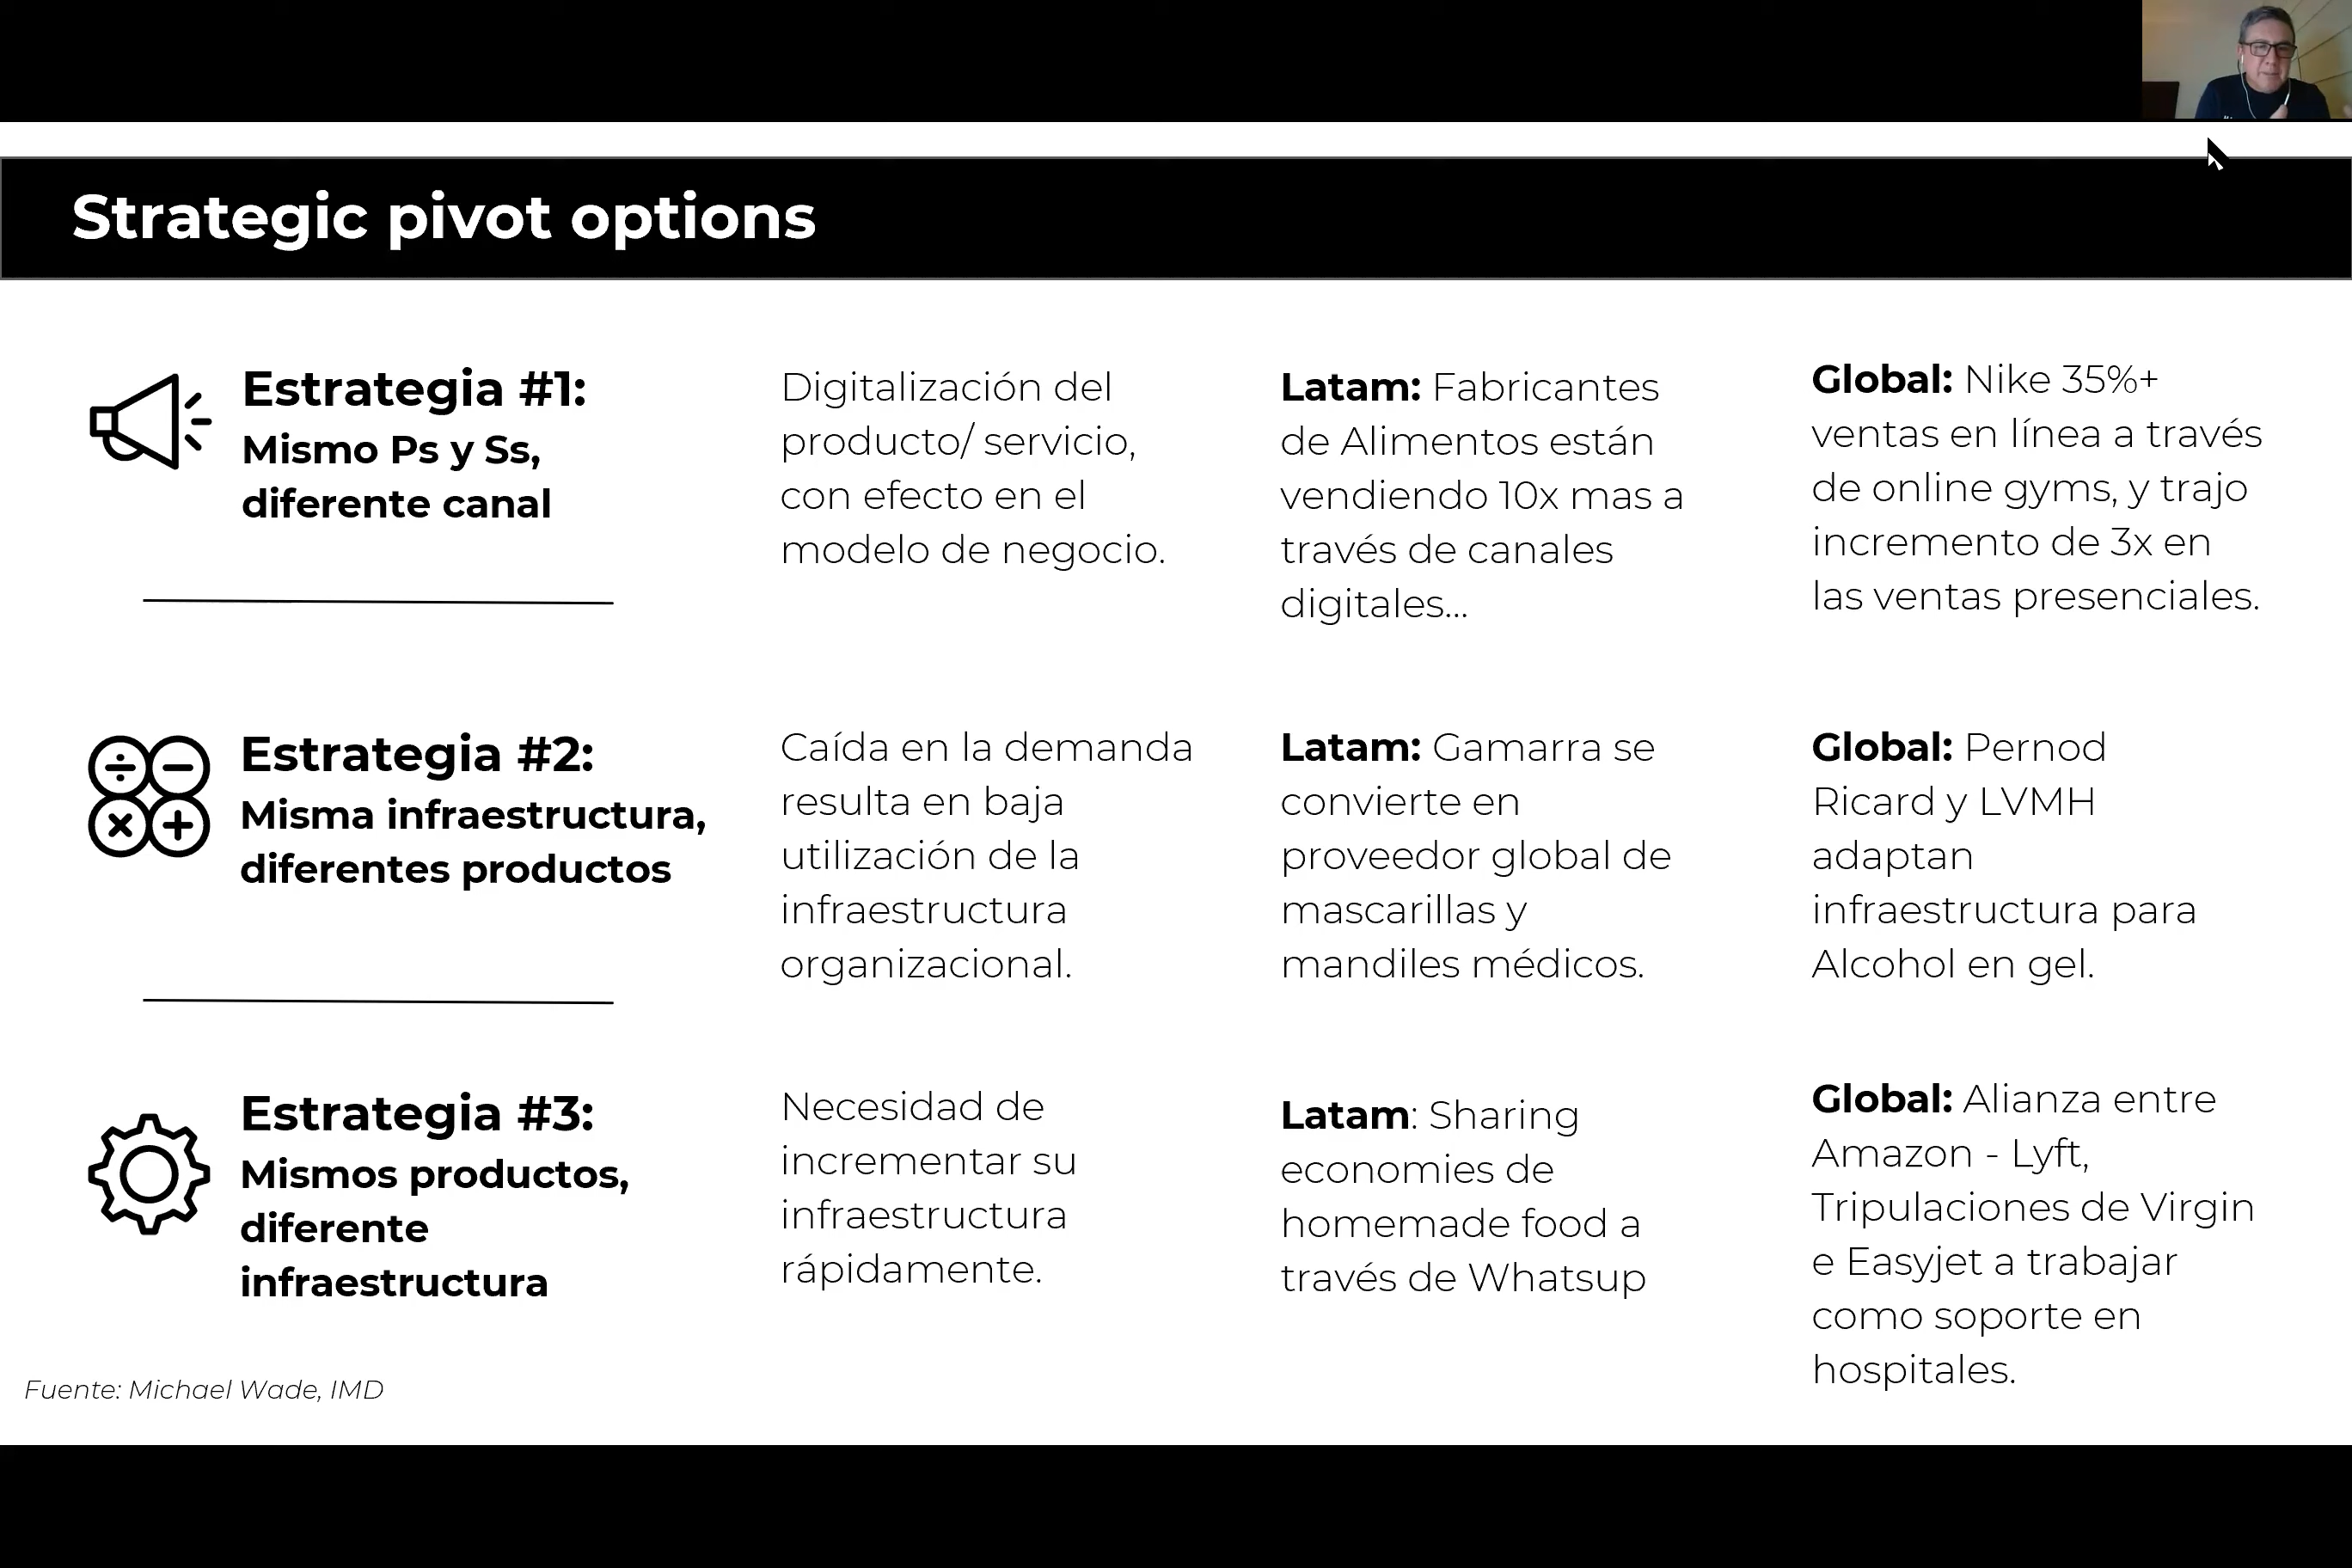 Strategic pivot options
Estrategia #1:
Mismo Ps y Ss,
diferente canal
Digitalización del
producto/ servicio,
con efecto en el
modelo de negocio.
Latam: Fabricantes
de Alimentos están
vendiendo 10x mas a
través de canales
digitales...
Global: Nike 35%+
ventas en línea a través
de online gyms, y trajo
incremento de 3x en
las ventas presenciales.
Estrategia #2:
Misma infraestructura,
diferentes productos
Caída en la demanda
resulta en baja
utilización de la
infraestructura
organizacional.
Latam: Gamarra se
convierte en
proveedor global de
mascarillas y
mandiles médicos.
Global: Pernod
Ricard y LVMH
adaptan
infraestructura para
Alcohol en gel.
Estrategia #3:
Mismos productos,
diferente
infraestructura
Necesidad de
incrementar su
infraestructura
rápidamente.
Latam: Sharing
economies de
homemade food a
través de Whatsup
Global: Alianza entre
Amazon - Lyft,
Tripulaciones de Virgin
e Easyjet a trabajar
como soporte en
hospitales.
Fuente: Michael Wade, IMD